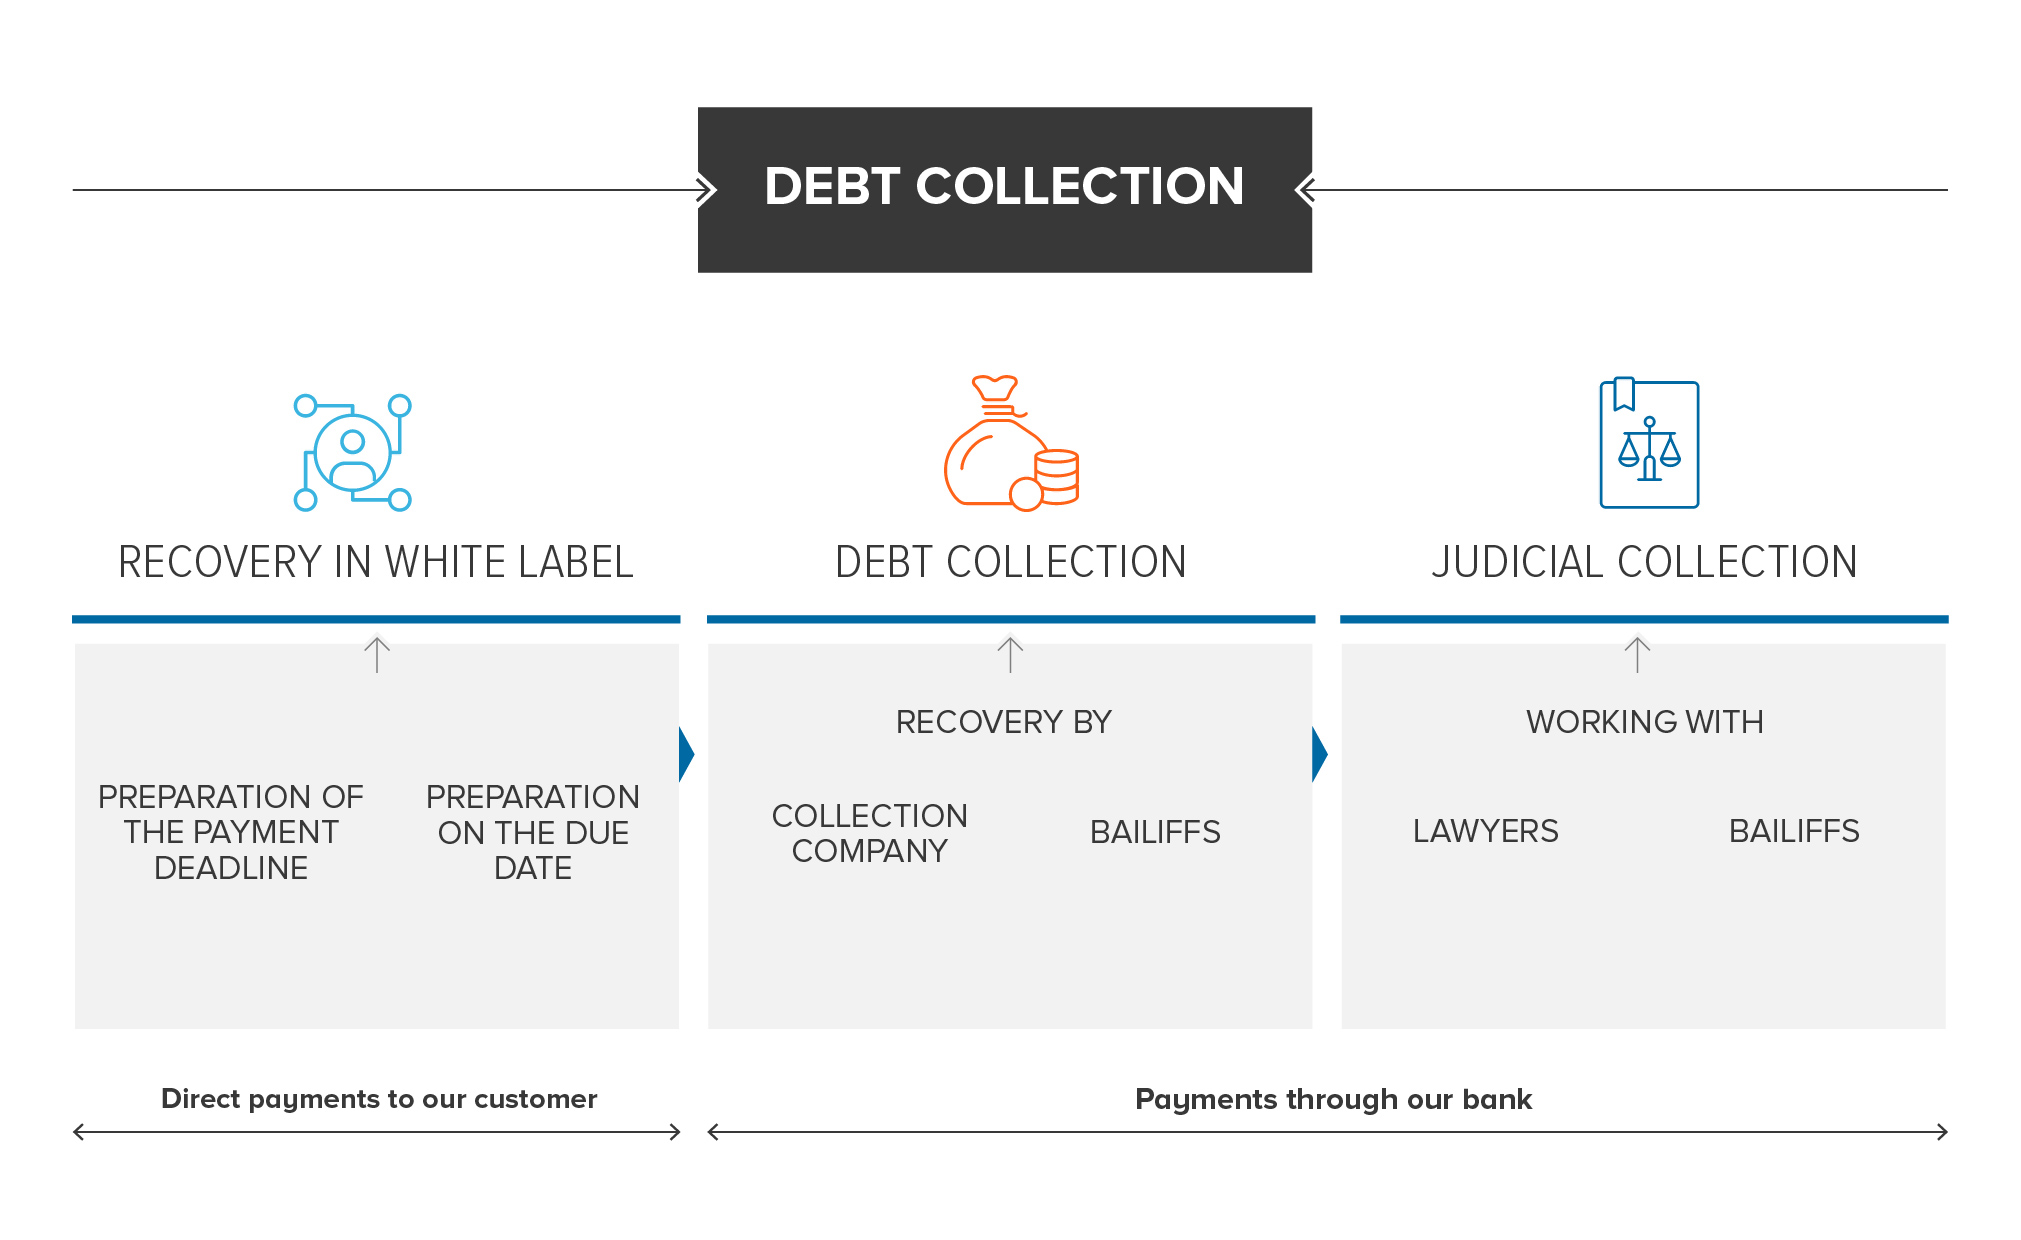 DEBT COLLECTION
RECOVERY IN WHITE LABEL
DEBT COLLECTION
JUDICIAL COLLECTION
PREPARATION OF
THE PAYMENT
DEADLINE
PREPARATION
ON THE DUE
DATE
RECOVERY BY
COLLECTION
COMPANY
BAILIFFS
WORKING WITH
LAWYERS
BAILIFFS
Direct payments to our customer
Payments through our bank